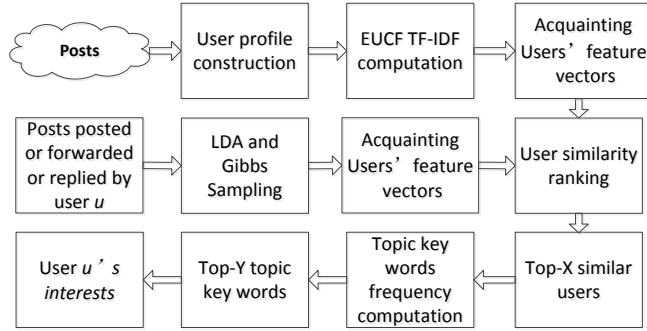 Posts
User profile
construction
EUCF TF-IDF
computation
Acquainting
Users’ feature
vectors
Posts posted
or forwarded
or replied by
user u
LDA and
Gibbs
Sampling
Acquainting
Users’ feature
vectors
User similarity
ranking
User u’s
interests
Top-Y topic
key words
Topic key
words
frequency
computation
Top-X similar
users